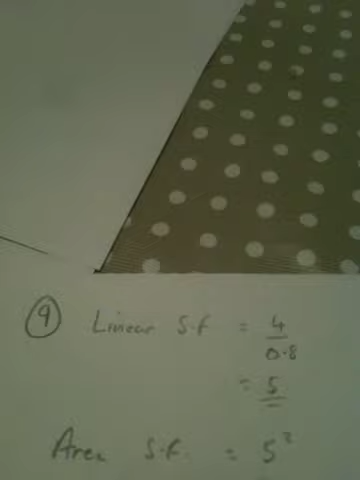 9 Linear S.F = 4
0.8
= 5
Area S.F. = 5²